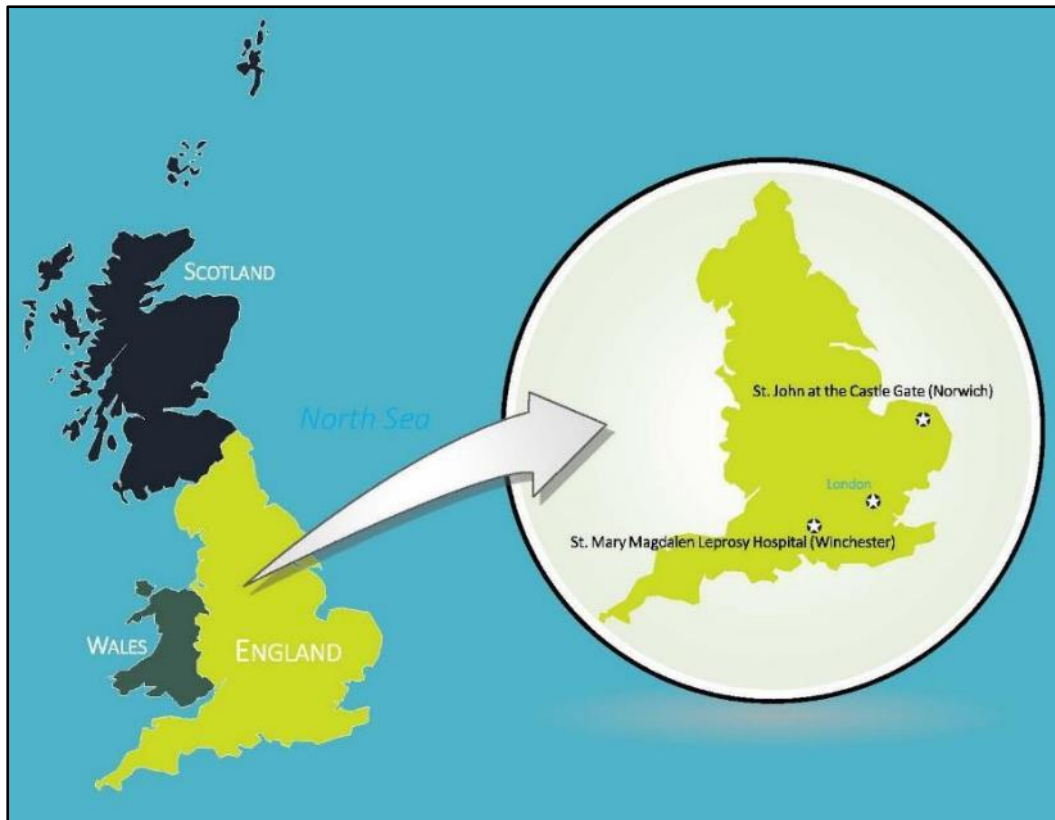 SCOTLAND
North Sea
WALES
ENGLAND
St. John at the Castle Gate (Norwich)
London
St. Mary Magdalen Leprosy Hospital (Winchester)